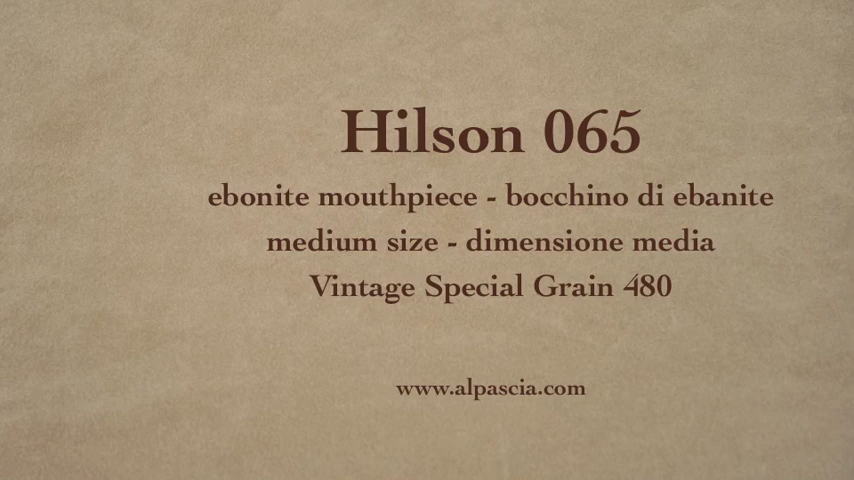 Hilson 065
ebonite mouthpiece - bocchino di ebanite
medium size - dimensione media
Vintage Special Grain 480
www.alpascia.com